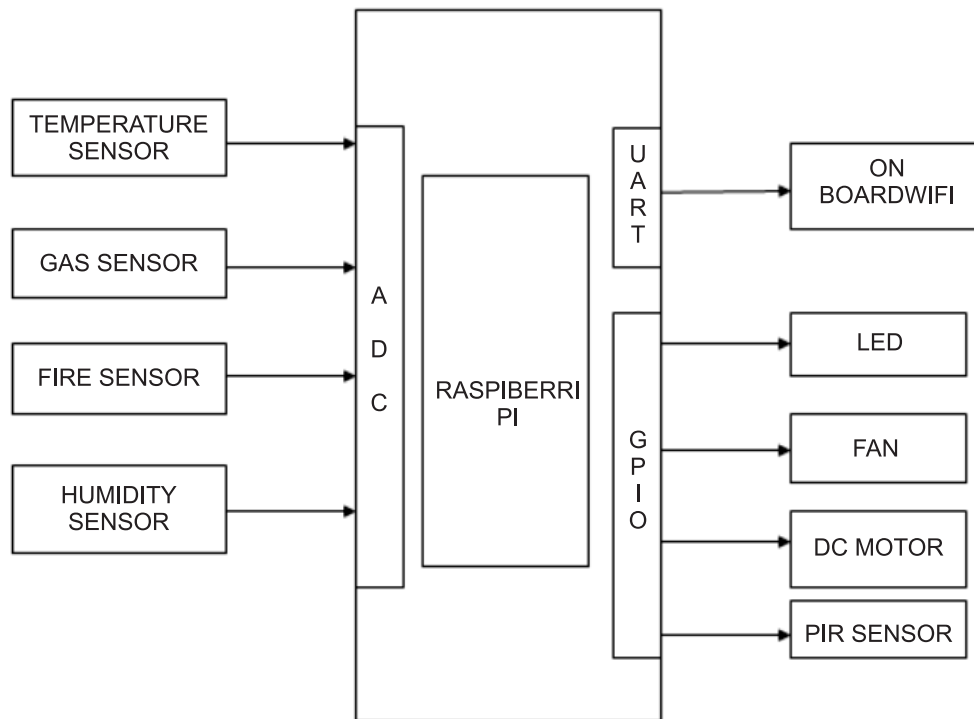 TEMPERATURE
SENSOR
GAS SENSOR
FIRE SENSOR
HUMIDITY
SENSOR
A
D
C
RASPIBERRI
PI
U
A
R
T
G
P
I
O
ON
BOARDWIFI
LED
FAN
DC MOTOR
PIR SENSOR